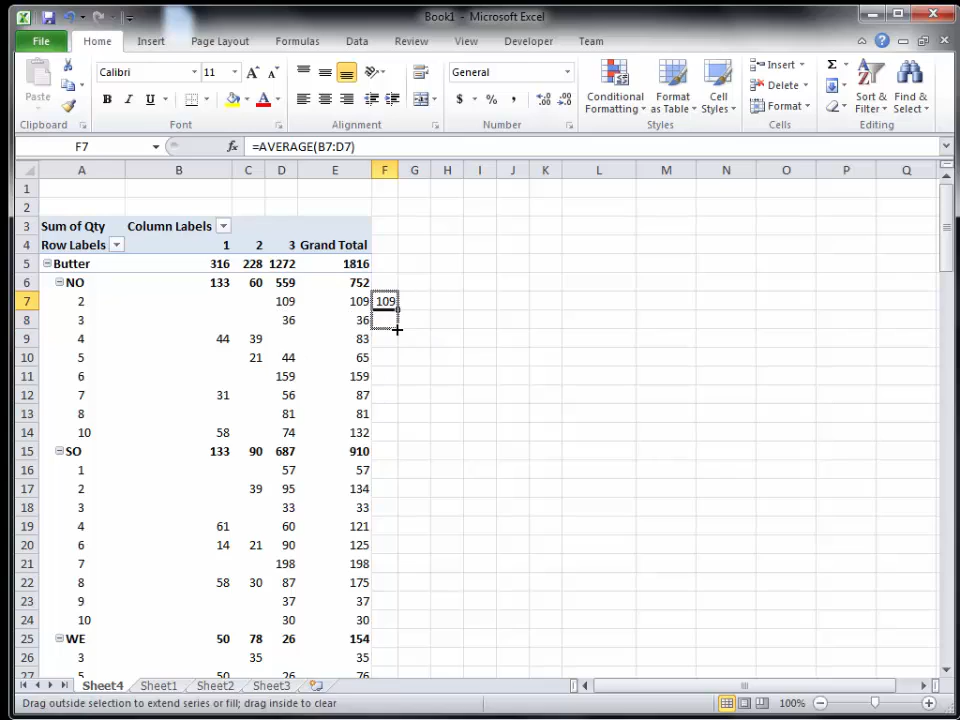 Book1 - Microsoft Excel
File Home Insert Page Layout Formulas Data Review View Developer Team
Calibri 11 General Insert Σ
B I U $ % , Delete
Paste Conditional Formatting Format as Table Cell Styles Format Sort & Filter Find & Select
Clipboard Font Alignment Number Styles Cells Editing
F7 fx =AVERAGE(B7:D7)
A B C D E F G H I J K L M N O P Q
1
2
3 Sum of Qty Column Labels
4 Row Labels 1 2 3 Grand Total
5 Butter 316 228 1272 1816
6 NO 133 60 559 752
7 2 109 109 109
8 3 36 36
9 4 44 39 83
10 5 21 44 65
11 6 159 159
12 7 31 56 87
13 8 81 81
14 10 58 74 132
15 SO 133 90 687 910
16 1 57 57
17 2 39 95 134
18 3 33 33
19 4 61 60 121
20 6 14 21 90 125
21 7 198 198
22 8 58 30 87 175
23 9 37 37
24 10 30 30
25 WE 50 78 26 154
26 3 35 35
27 5 50 26 76
Sheet4 Sheet1 Sheet2 Sheet3
Drag outside selection to extend series or fill; drag inside to clear 100%